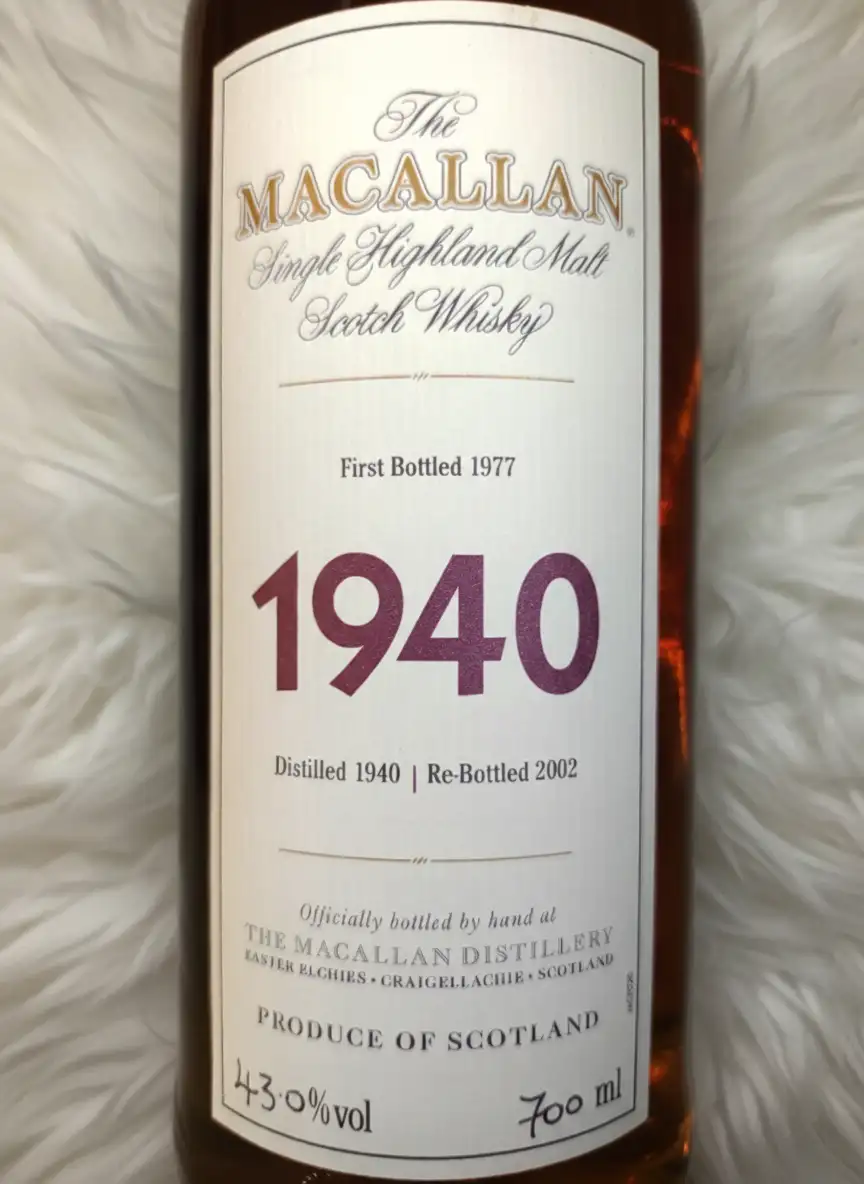 The
MACALLAN®
Single Highland Malt
Scotch Whisky
First Bottled 1977
1940
Distilled 1940 | Re-Bottled 2002
Officially bottled by hand at
THE MACALLAN DISTILLERY
EASTER ELCHIES • CRAIGELLACHIE • SCOTLAND
PRODUCE OF SCOTLAND
43.0%vol 700 ml